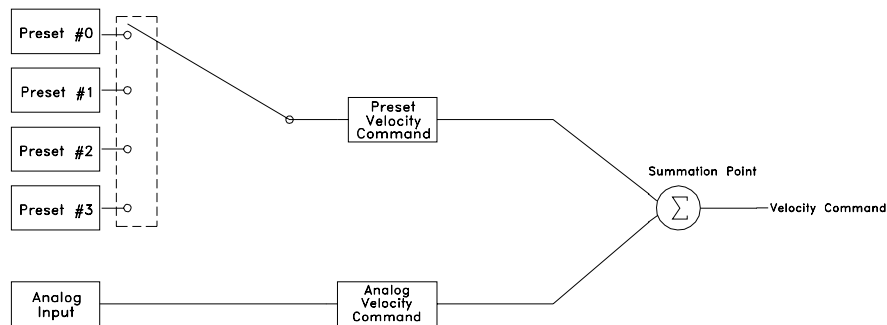 Preset #0
Preset #1
Preset #2
Preset #3
Preset
Velocity
Command
Summation Point
Σ
Velocity Command
Analog
Input
Analog
Velocity
Command